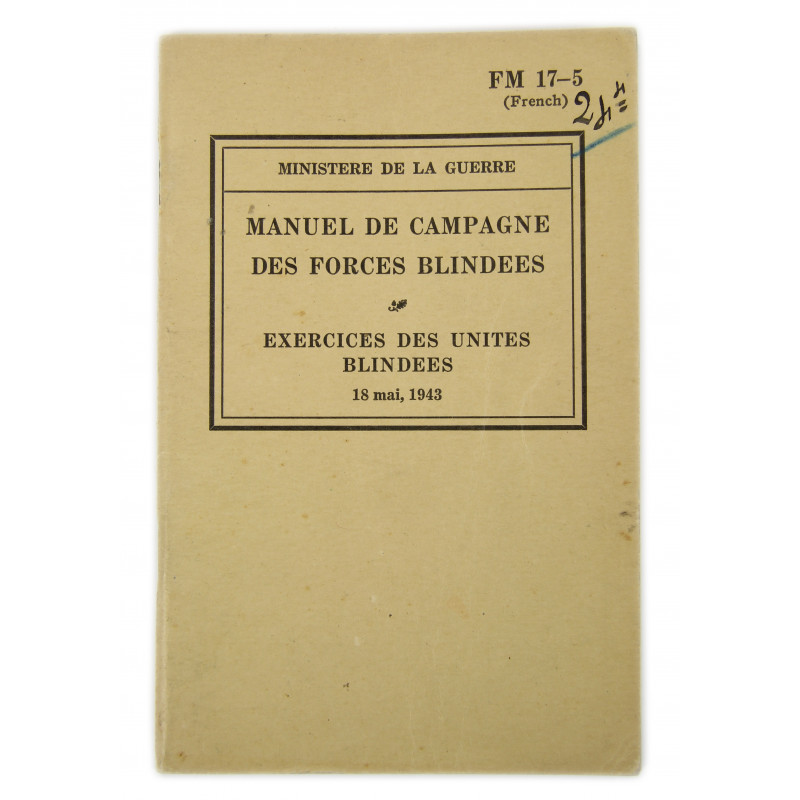 FM 17–5
(French)
MINISTERE DE LA GUERRE
MANUEL DE CAMPAGNE
DES FORCES BLINDEES
EXERCICES DES UNITES
BLINDEES
18 mai, 1943